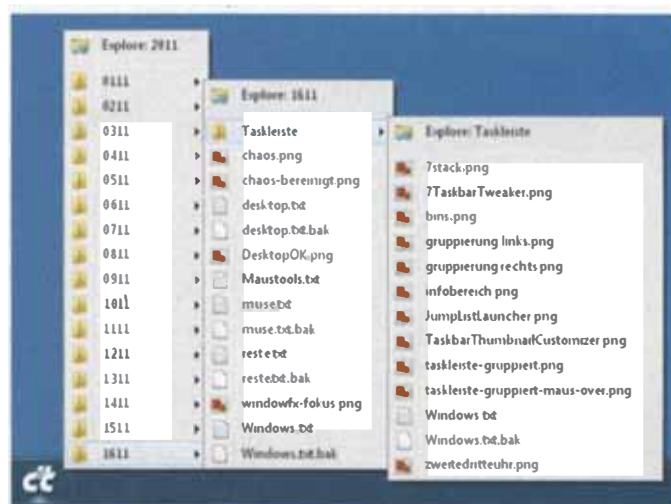 Explore: 2011
0111
0211
0311
0411
0511
0611
0711
0811
0911
1011
1111
1211
1311
1411
1511
1611
Explore: 1611
Taskleiste
chaos.png
chaos-bereinigt.png
desktop.txt
desktop.txt.bak
DesktopOK.png
Maustools.txt
muse.txt
muse.txt.bak
reste.txt
reste.txt.bak
windowfx-fokus png
Windows.txt
Windows.txt.bak
Explore: Taskleiste
7stack.png
7TaskbarTweaker.png
bins.png
gruppierung links.png
gruppierung rechts png
infobereich png
JumpListLauncher png
TaskbarThumbnailCustomizer png
taskleiste-gruppiert.png
taskleiste-gruppiert-maus-over.png
Windows txt
Windows.txt.bak
zweitedritteuhr.png
c't